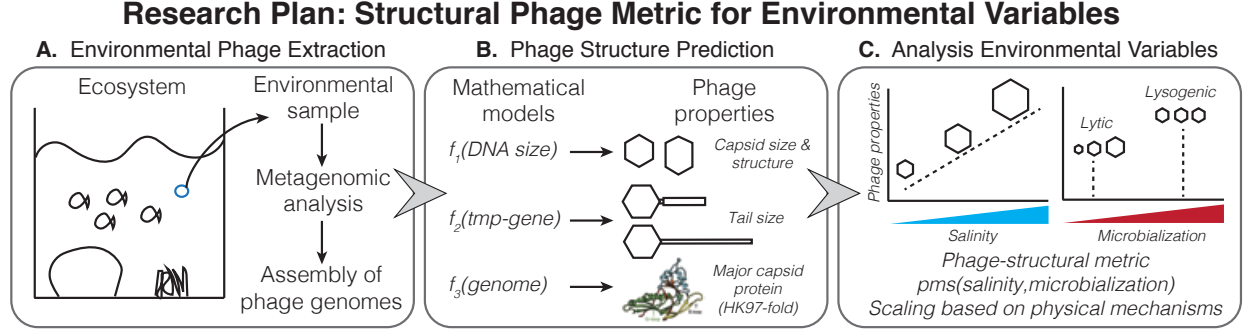 Research Plan: Structural Phage Metric for Environmental Variables
A. Environmental Phage Extraction
Ecosystem
Environmental
sample
Metagenomic
analysis
Assembly of
phage genomes
B. Phage Structure Prediction
Mathematical
models
Phage
properties
f1(DNA size)
Capsid size &
structure
f2(tmp-gene)
Tail size
f3(genome)
Major capsid
protein
(HK97-fold)
C. Analysis Environmental Variables
Phage properties
Salinity
Lytic
Lysogenic
Microbialization
Phage-structural metric
pms(salinity,microbialization)
Scaling based on physical mechanisms